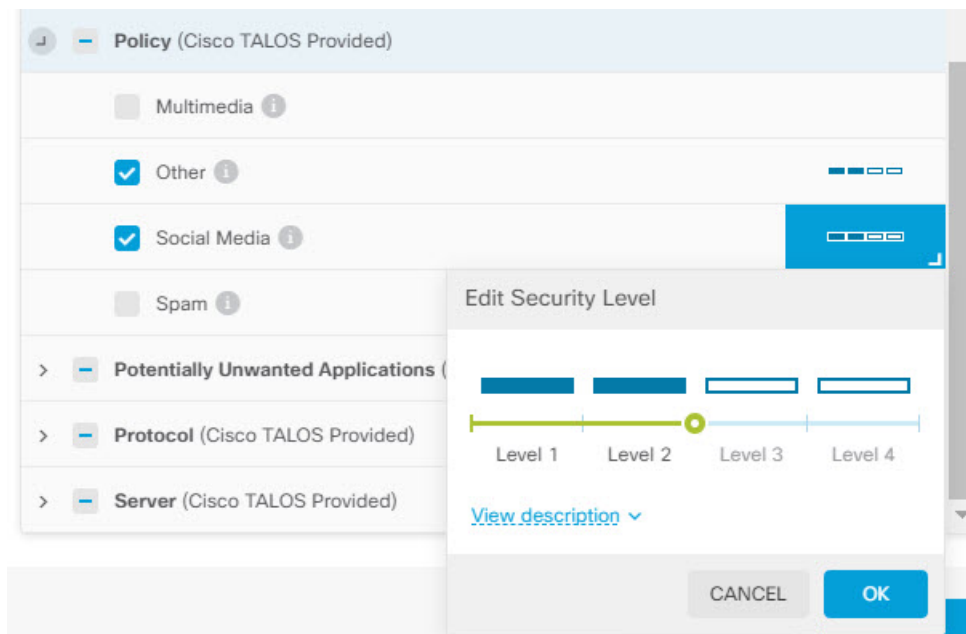 Policy (Cisco TALOS Provided)
Multimedia
Other
Social Media
Spam
Potentially Unwanted Applications (
Protocol (Cisco TALOS Provided)
Server (Cisco TALOS Provided)
Edit Security Level
Level 1 Level 2 Level 3 Level 4
View description
CANCEL OK